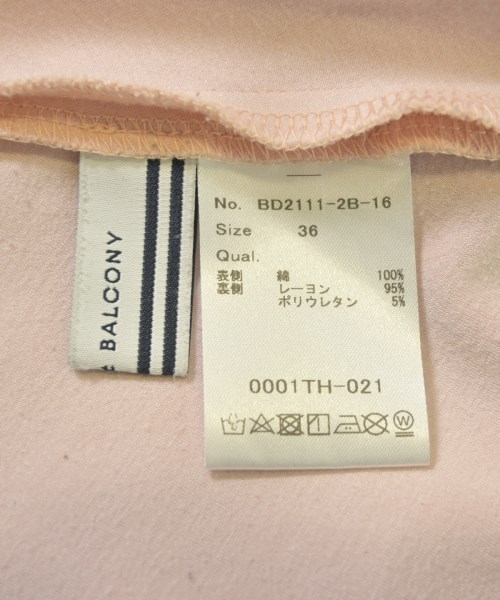 BALCONY
No. BD2111-2B-16
Size 36
Qual.
表側 綿 100%
裏側 レーヨン 95%
ポリウレタン 5%
0001TH-021
W